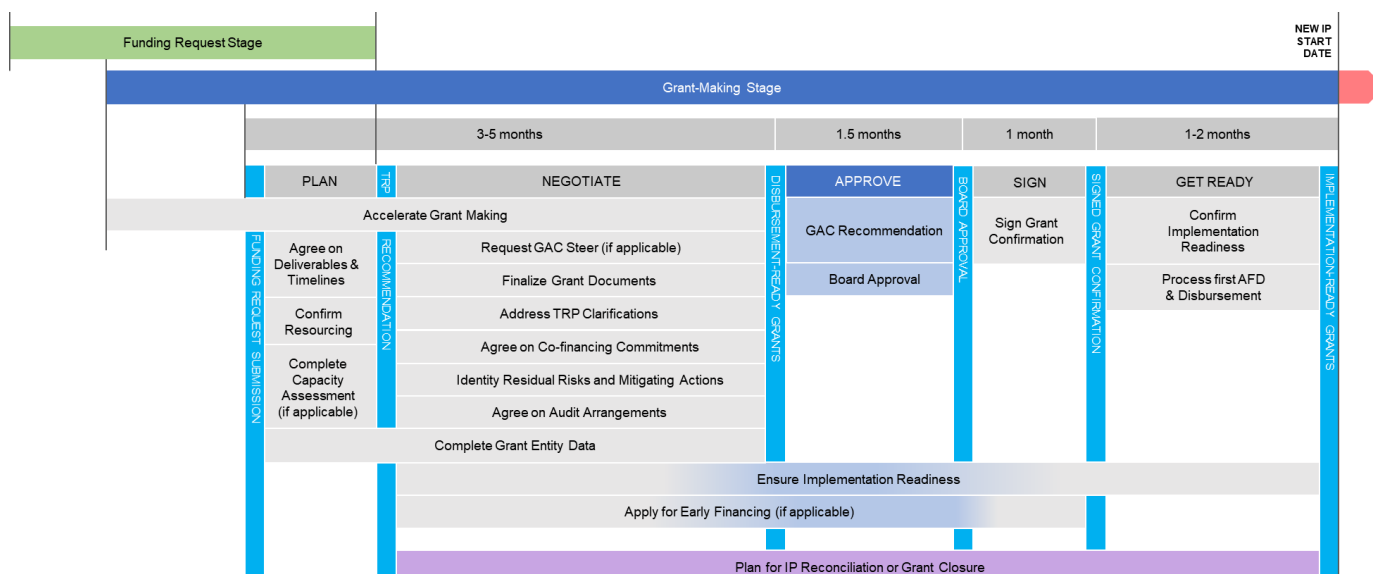 Funding Request Stage
NEW IP
START
DATE
Grant-Making Stage
3-5 months
1.5 months
1 month
1-2 months
FUNDING REQUEST SUBMISSION
PLAN
TRP RECOMMENDATION
NEGOTIATE
DISBURSEMENT-READY GRANTS
APPROVE
BOARD APPROVAL
SIGN
SIGNED GRANT CONFIRMATION
GET READY
IMPLEMENTATION-READY GRANTS
Accelerate Grant Making
Agree on
Deliverables &
Timelines
Confirm
Resourcing
Complete
Capacity
Assessment
(if applicable)
Request GAC Steer (if applicable)
Finalize Grant Documents
Address TRP Clarifications
Agree on Co-financing Commitments
Identity Residual Risks and Mitigating Actions
Agree on Audit Arrangements
GAC Recommendation
Board Approval
Sign Grant
Confirmation
Confirm
Implementation
Readiness
Process first AFD
& Disbursement
Complete Grant Entity Data
Ensure Implementation Readiness
Apply for Early Financing (if applicable)
Plan for IP Reconciliation or Grant Closure